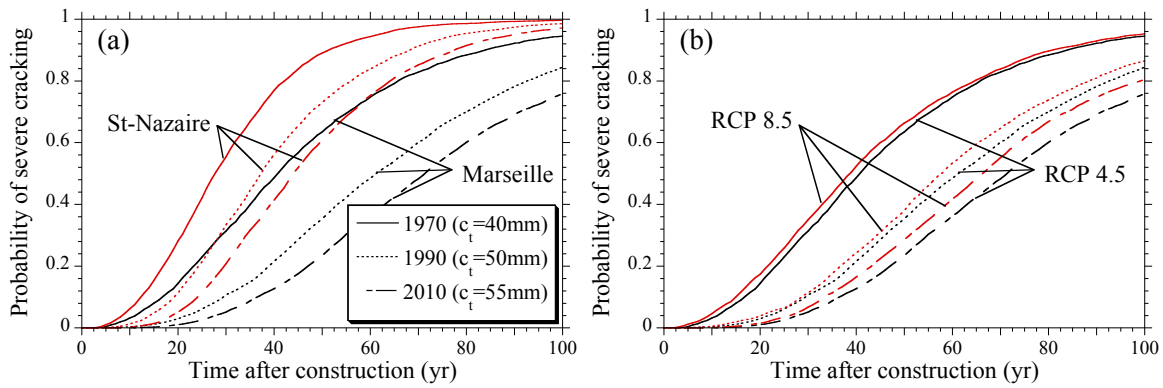 (a)
Probability of severe cracking
1
0.8
0.6
0.4
0.2
0
St-Nazaire
Marseille
1970 (c_t=40mm)
1990 (c_t=50mm)
2010 (c_t=55mm)
0 20 40 60 80 100
Time after construction (yr)
(b)
Probability of severe cracking
1
0.8
0.6
0.4
0.2
0
RCP 8.5
RCP 4.5
0 20 40 60 80 100
Time after construction (yr)